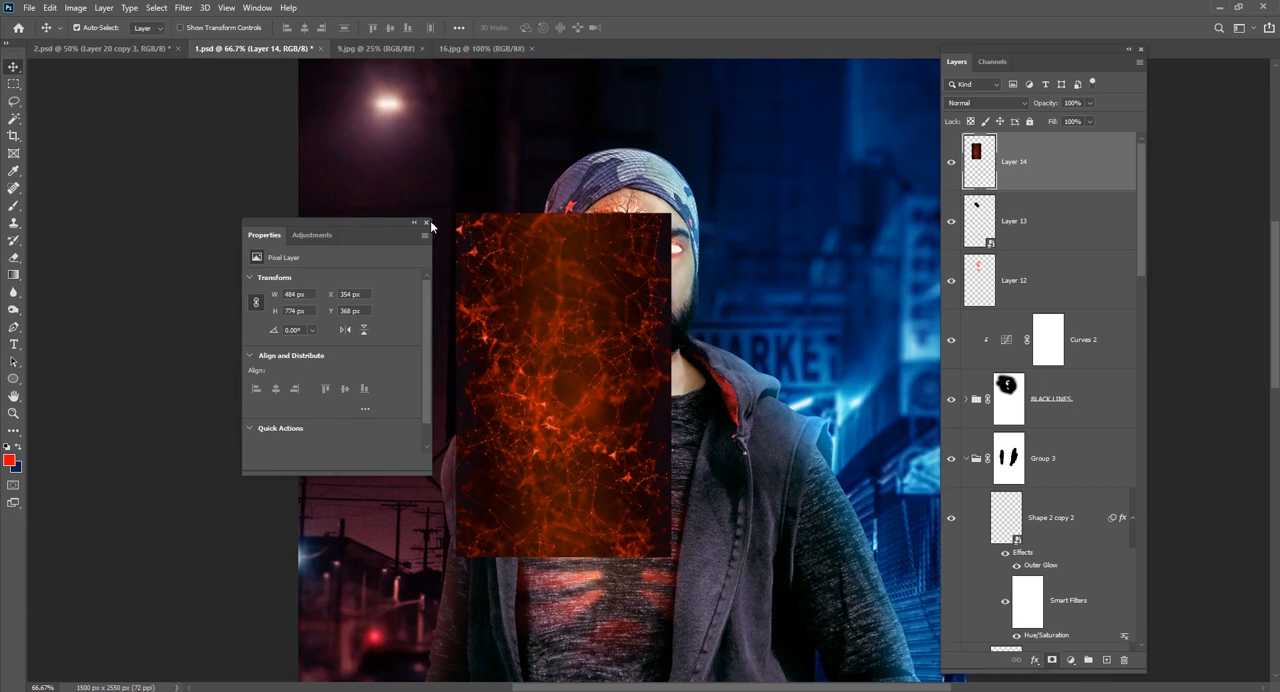 Ps File Edit Image Layer Type Select Filter 3D View Window Help
Auto-Select: Layer Show Transform Controls 3D Mode:
2.psd @ 50% (Layer 20 copy 3, RGB/8) * × 1.psd @ 66.7% (Layer 14, RGB/8) * × 9.jpg @ 25% (RGB/8#) × 16.jpg @ 100% (RGB/8#) ×
Layers Channels
Kind
Normal Opacity: 100%
Lock: Fill: 100%
Layer 14
Layer 13
Layer 12
Curves 2
BLACK LINES.
Group 3
Shape 2 copy 2 fx
Effects
Outer Glow
Smart Filters
Hue/Saturation
fx
Properties Adjustments
Pixel Layer
Transform
W 484 px X 354 px
H 774 px Y 368 px
0.00°
Align and Distribute
Align:
Quick Actions
MARKET
66.67% 1500 px x 2550 px (72 ppi)